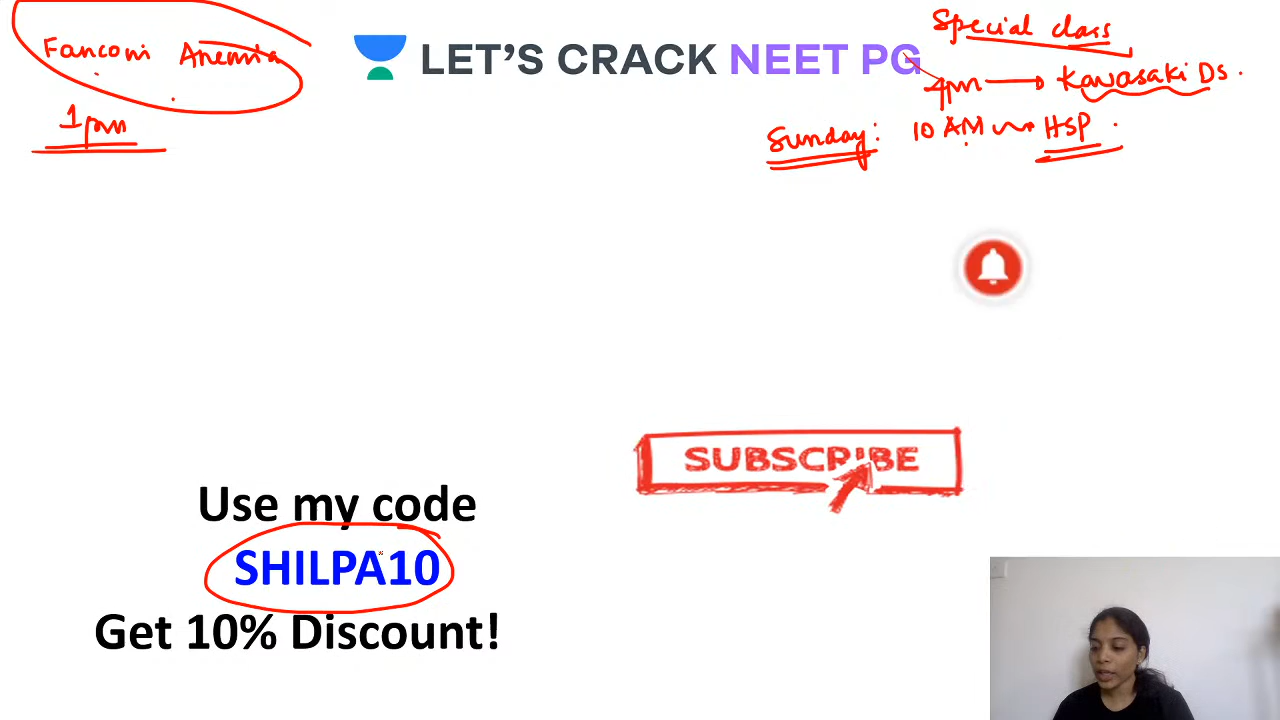 Fanconi Anemia
1pm
LET'S CRACK NEET PG
Special class
4pm → Kawasaki Ds.
Sunday: 10 AM → HSP.
SUBSCRIBE
Use my code
SHILPA10
Get 10% Discount!